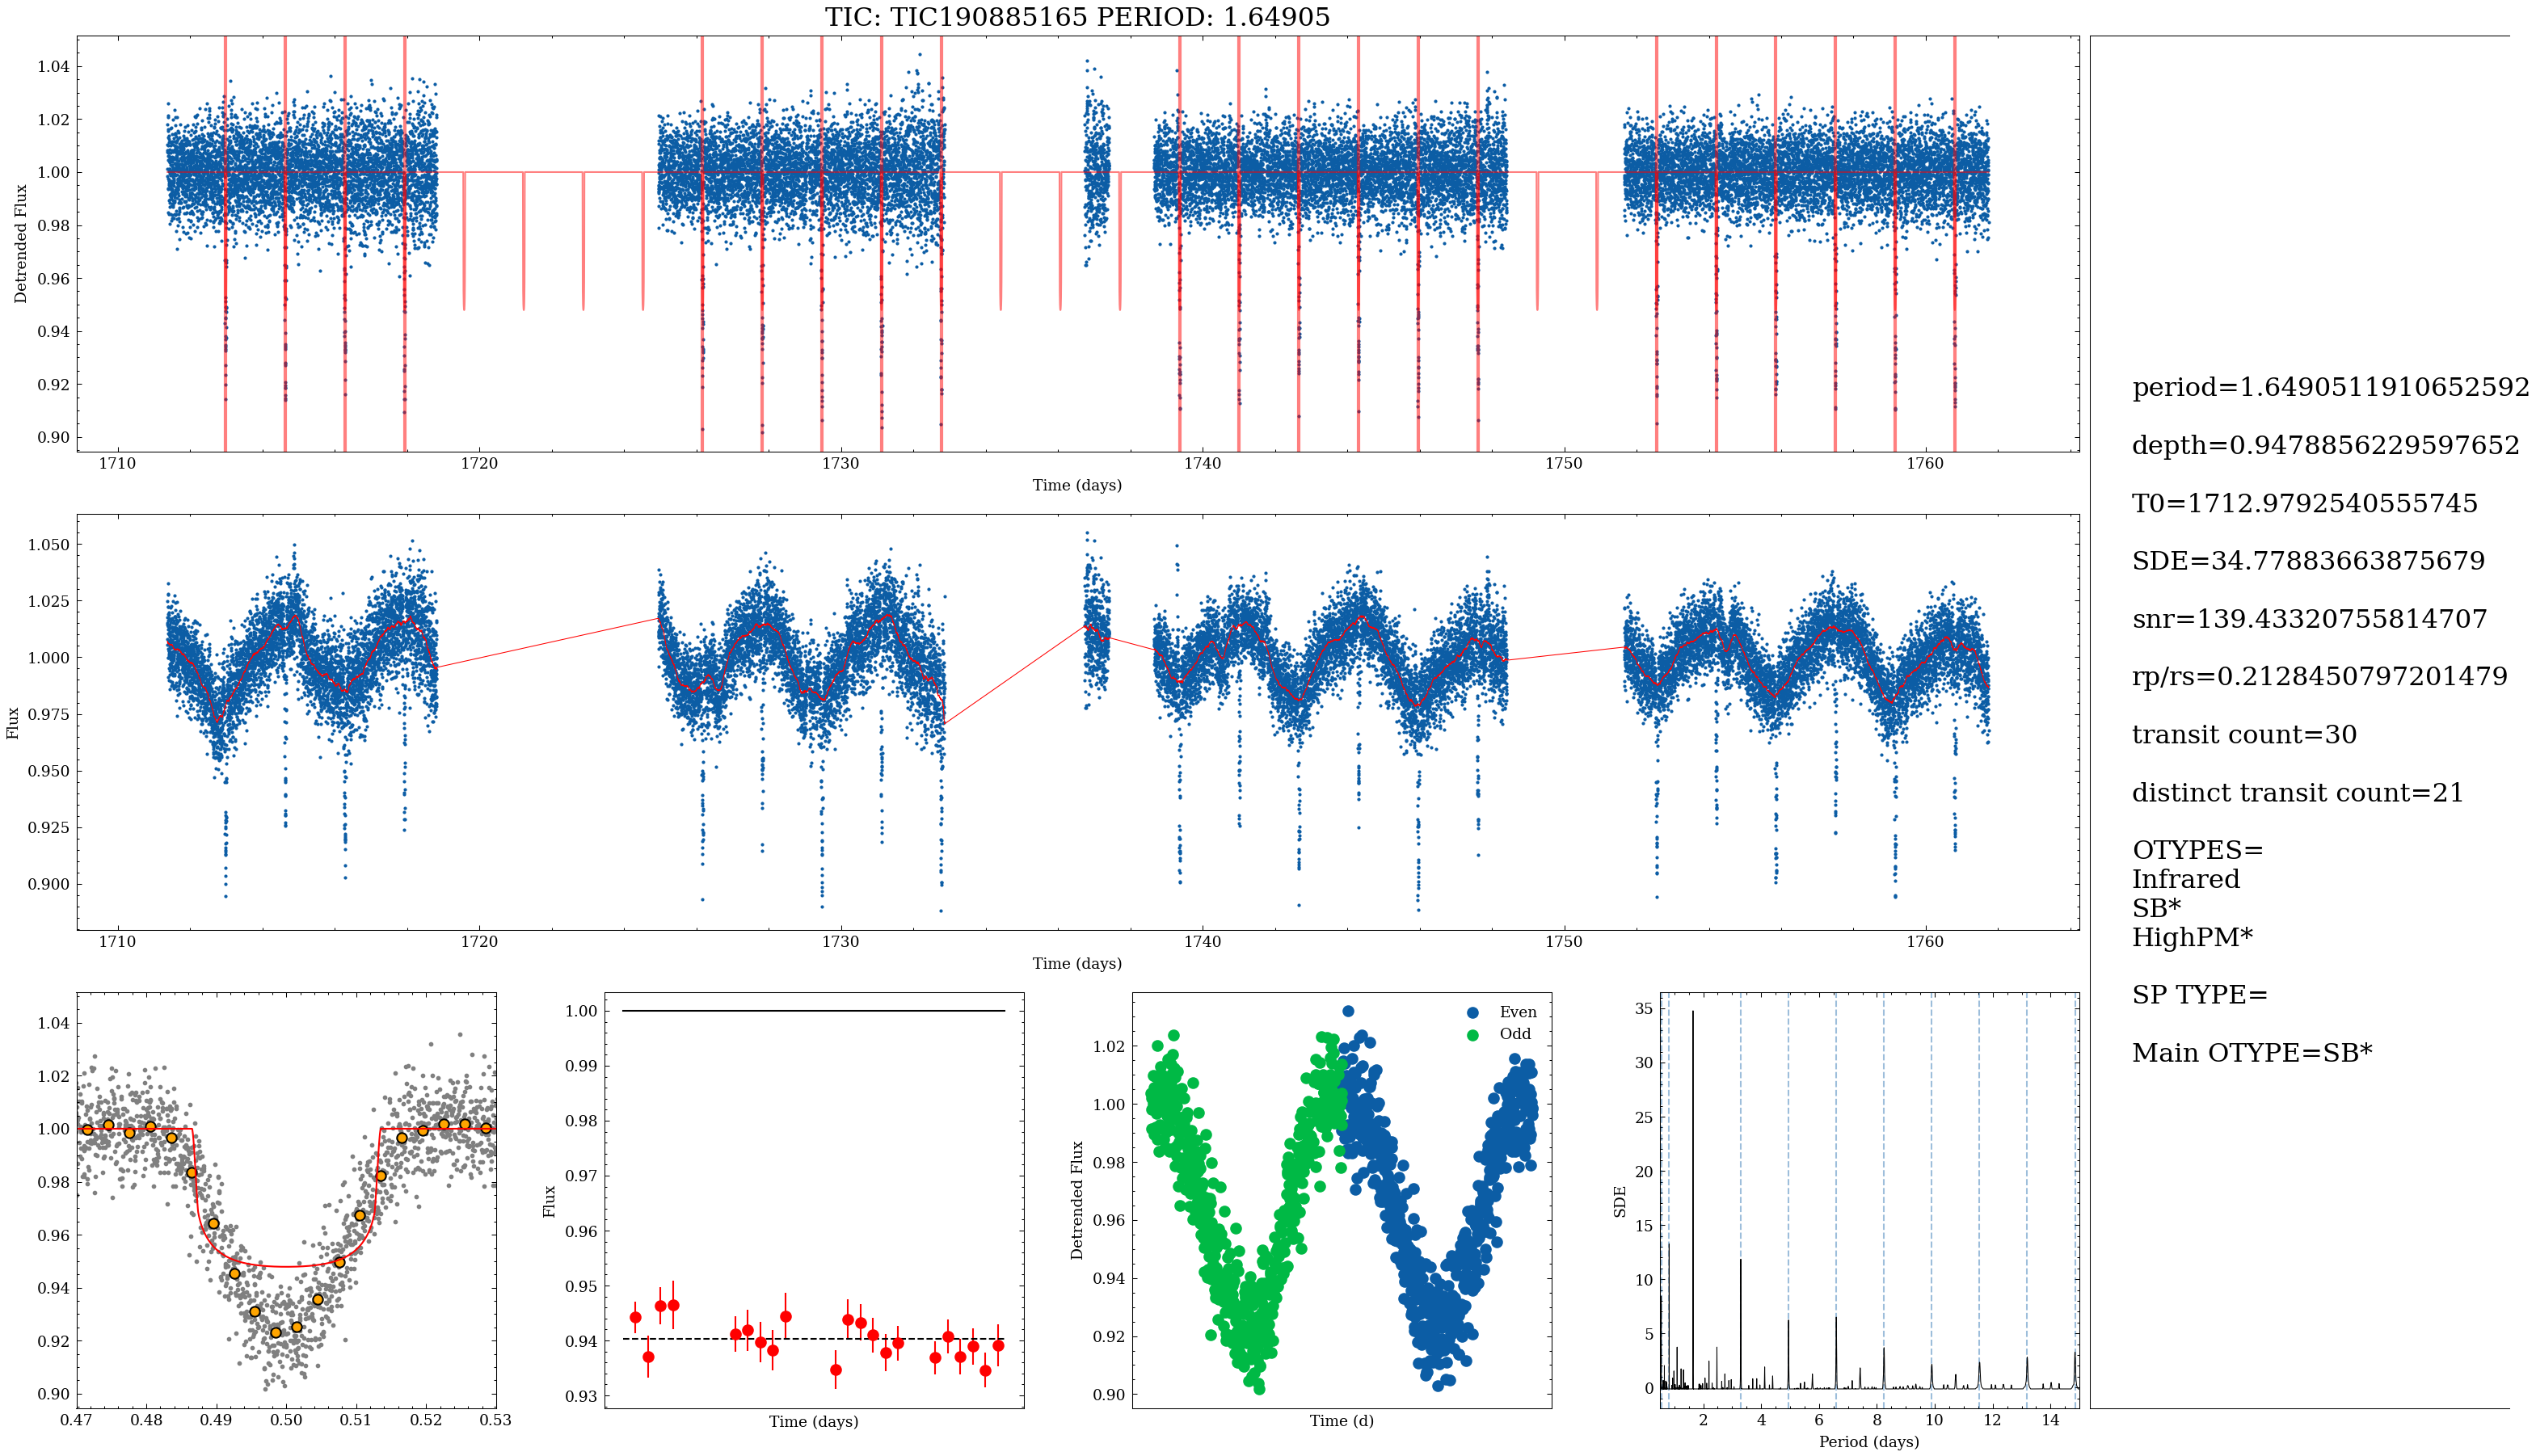 TIC: TIC190885165 PERIOD: 1.64905
1.04
1.02
1.00
0.98
0.96
0.94
0.92
0.90
Detrended Flux
1710 1720 1730 1740 1750 1760
Time (days)
1.050
1.025
1.000
0.975
0.950
0.925
0.900
Flux
1710 1720 1730 1740 1750 1760
Time (days)
1.04
1.02
1.00
0.98
0.96
0.94
0.92
0.90
0.47 0.48 0.49 0.50 0.51 0.52 0.53
1.00
0.99
0.98
0.97
0.96
0.95
0.94
0.93
Flux
Time (days)
Even
Odd
1.02
1.00
0.98
0.96
0.94
0.92
0.90
Detrended Flux
Time (d)
35
30
25
20
15
10
5
0
SDE
2 4 6 8 10 12 14
Period (days)
period=1.6490511910652592
depth=0.9478856229597652
T0=1712.9792540555745
SDE=34.77883663875679
snr=139.43320755814707
rp/rs=0.2128450797201479
transit count=30
distinct transit count=21
OTYPES=
Infrared
SB*
HighPM*
SP TYPE=
Main OTYPE=SB*